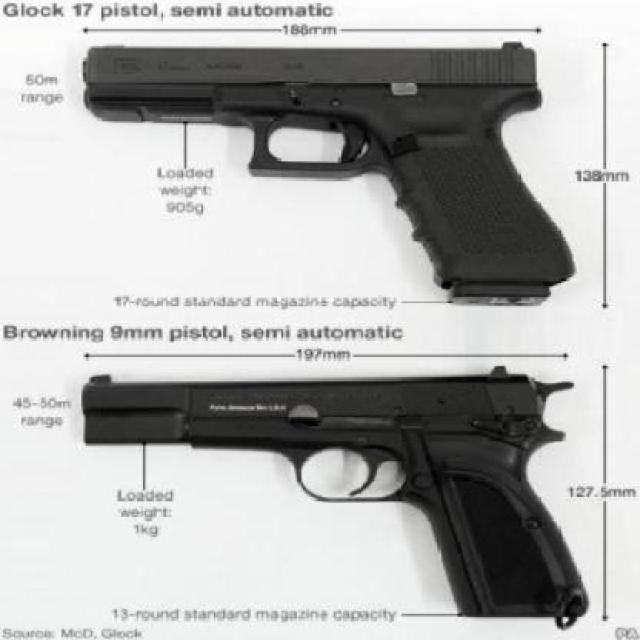 Glock 17 pistol, semi automatic
186mm
50m
range
138mm
Loaded
weight:
905g
17-round standard magazine capacity
Browning 9mm pistol, semi automatic
197mm
45-50m
range
127.5mm
Loaded
weight:
1kg
13-round standard magazine capacity
Source: McD, Glock